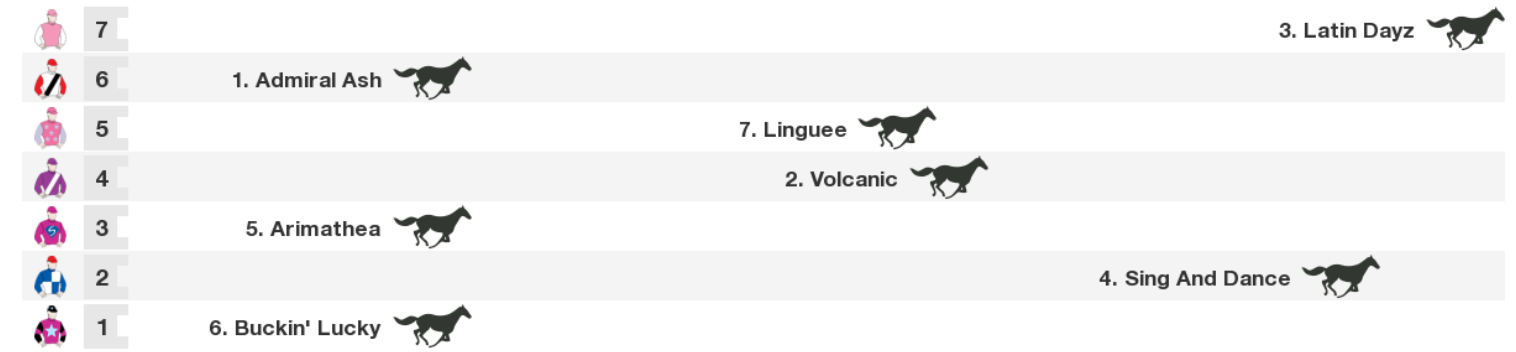 7 3. Latin Dayz
6 1. Admiral Ash
5 7. Linguee
4 2. Volcanic
3 5. Arimathea
2 4. Sing And Dance
1 6. Buckin' Lucky